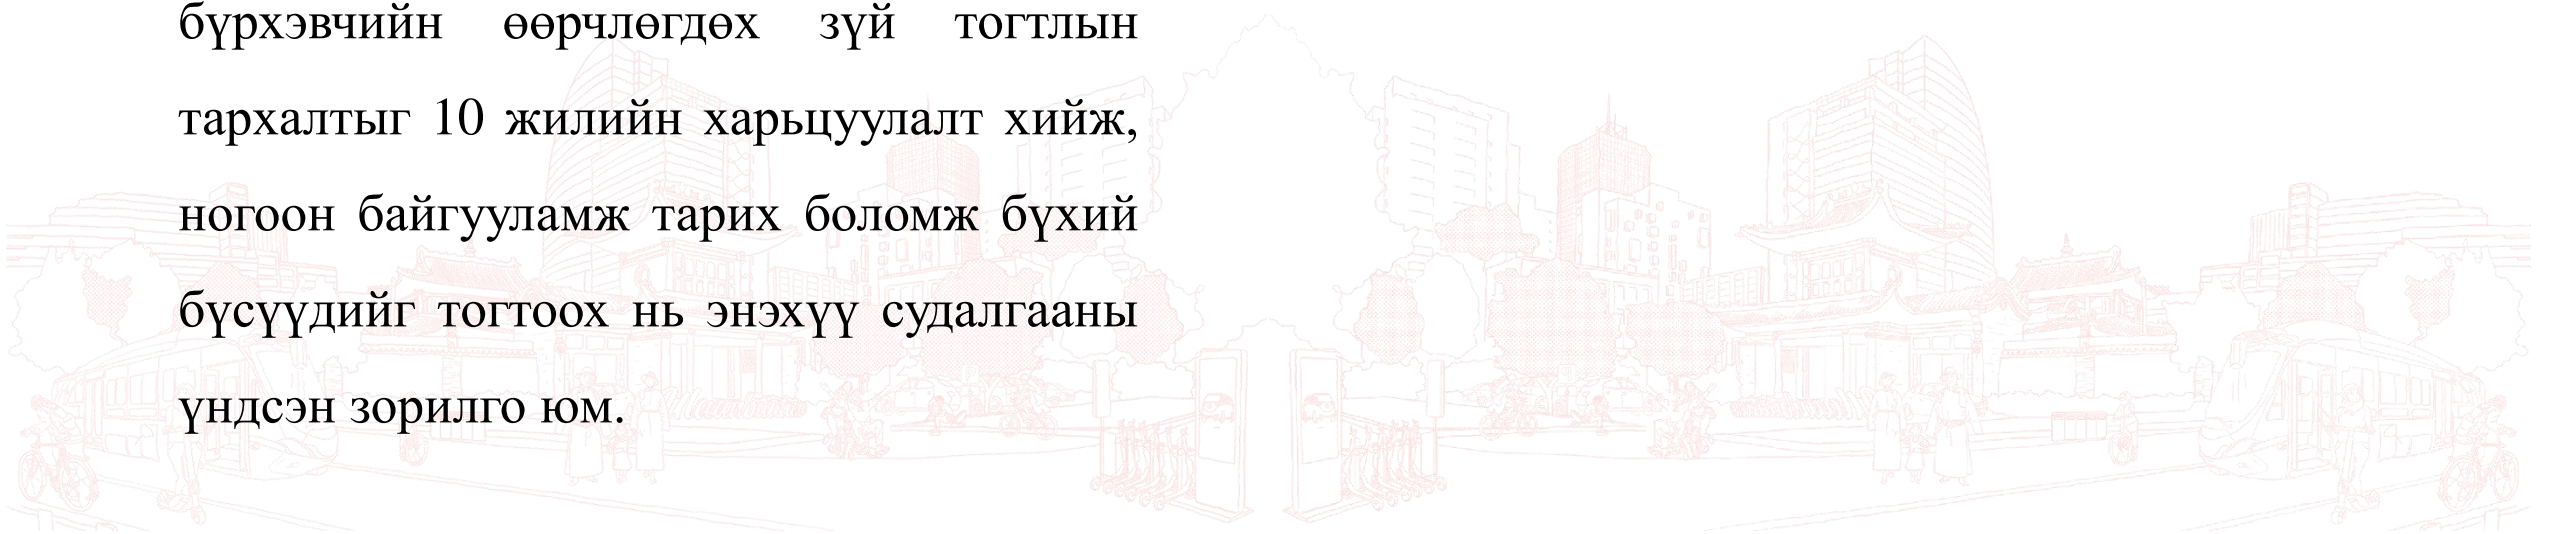 бүрхэвчийн өөрчлөгдөх зүй тогтлын
тархалтыг 10 жилийн харьцуулалт хийж,
ногоон байгууламж тарих боломж бүхий
бүсүүдийг тогтоох нь энэхүү судалгааны
үндсэн зорилго юм.